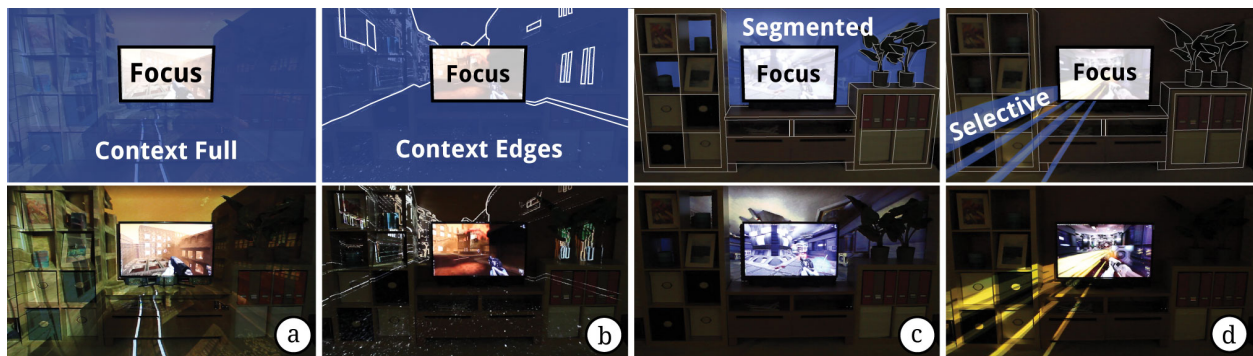 Focus
Context Full
Focus
Context Edges
Segmented
Focus
Focus
Selective
a
b
c
d